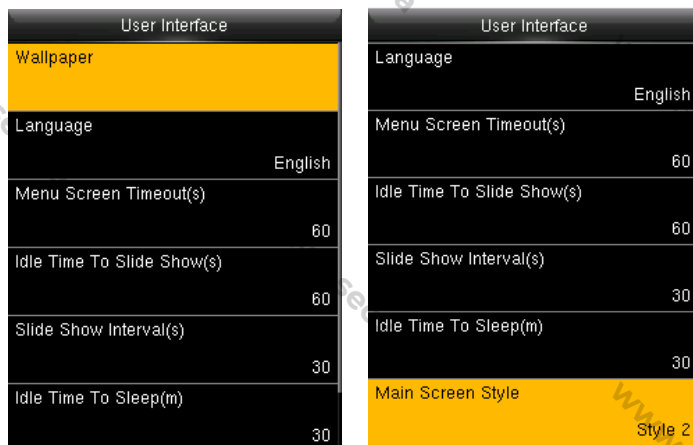 User Interface
Wallpaper
Language
English
Menu Screen Timeout(s)
60
Idle Time To Slide Show(s)
60
Slide Show Interval(s)
30
Idle Time To Sleep(m)
30
User Interface
Language
English
Menu Screen Timeout(s)
60
Idle Time To Slide Show(s)
60
Slide Show Interval(s)
30
Idle Time To Sleep(m)
30
Main Screen Style
Style 2